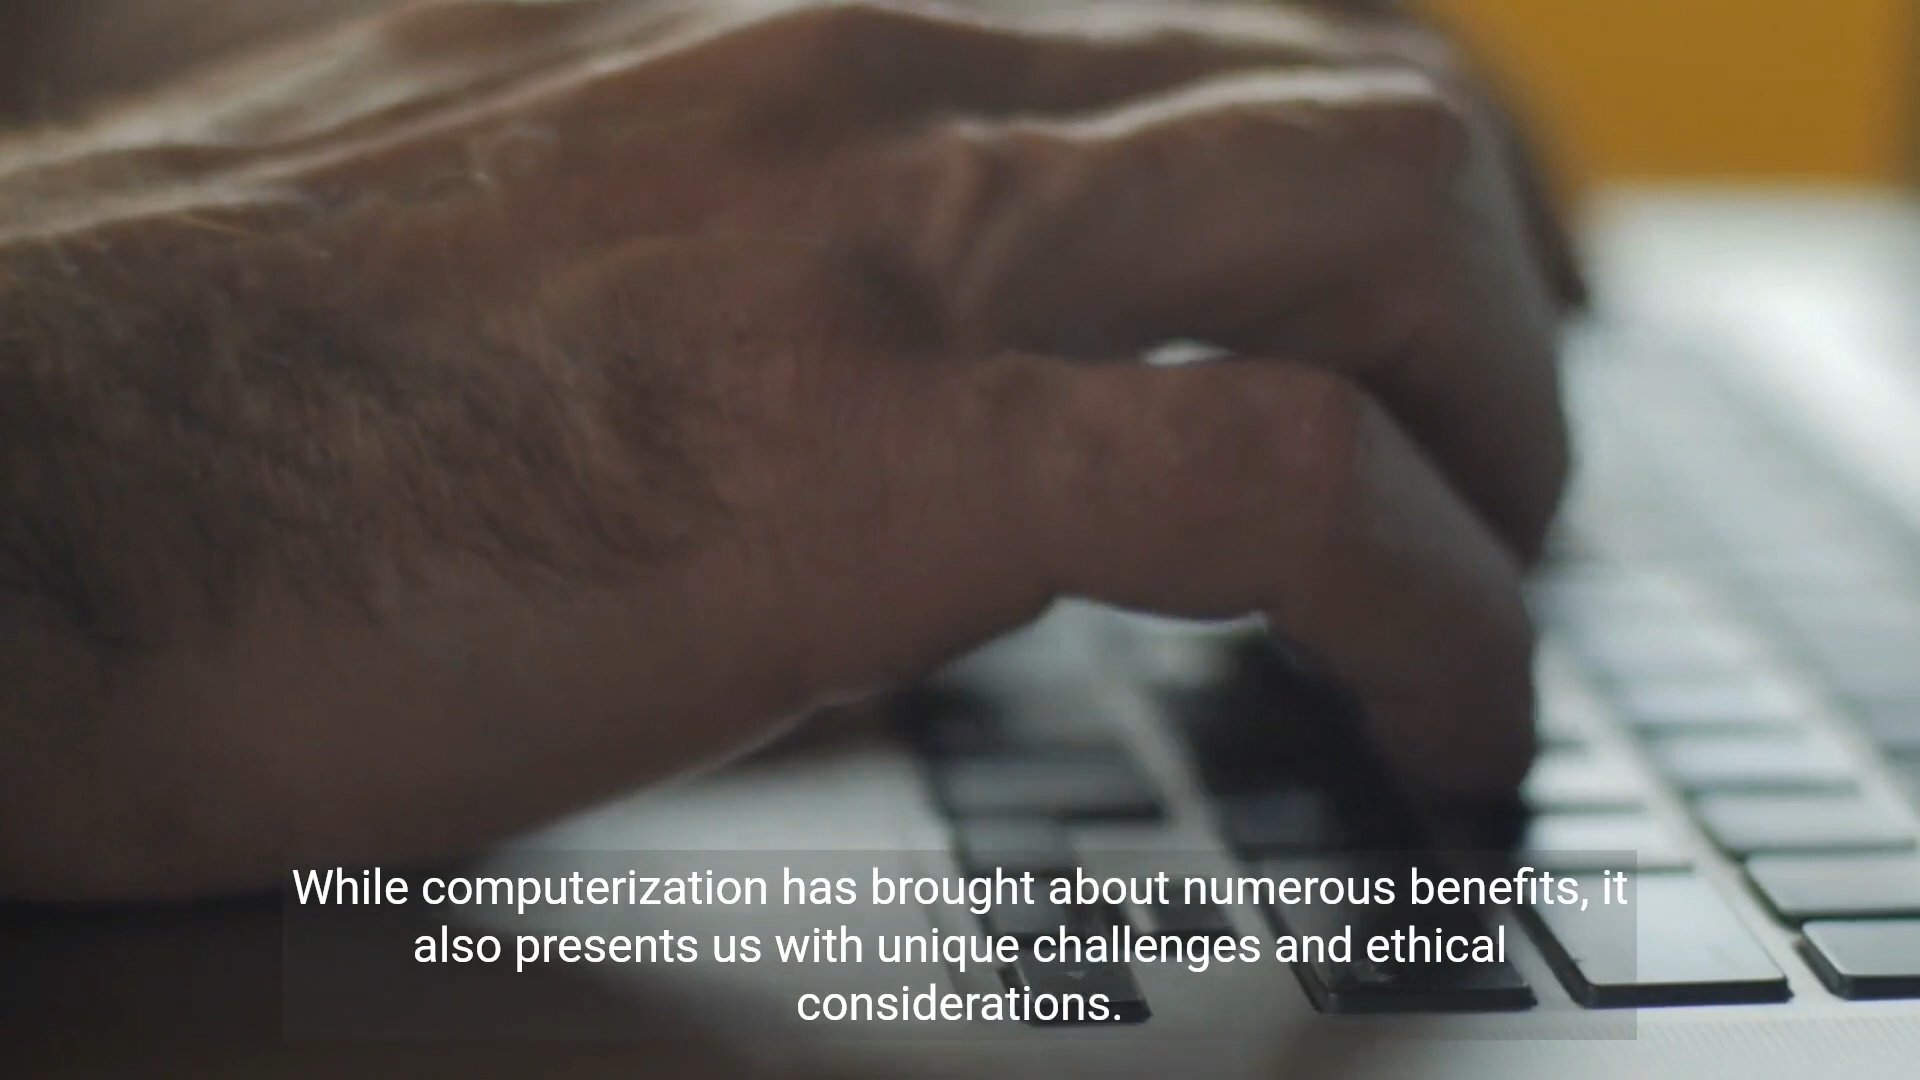 While computerization has brought about numerous benefits, it
also presents us with unique challenges and ethical
considerations.